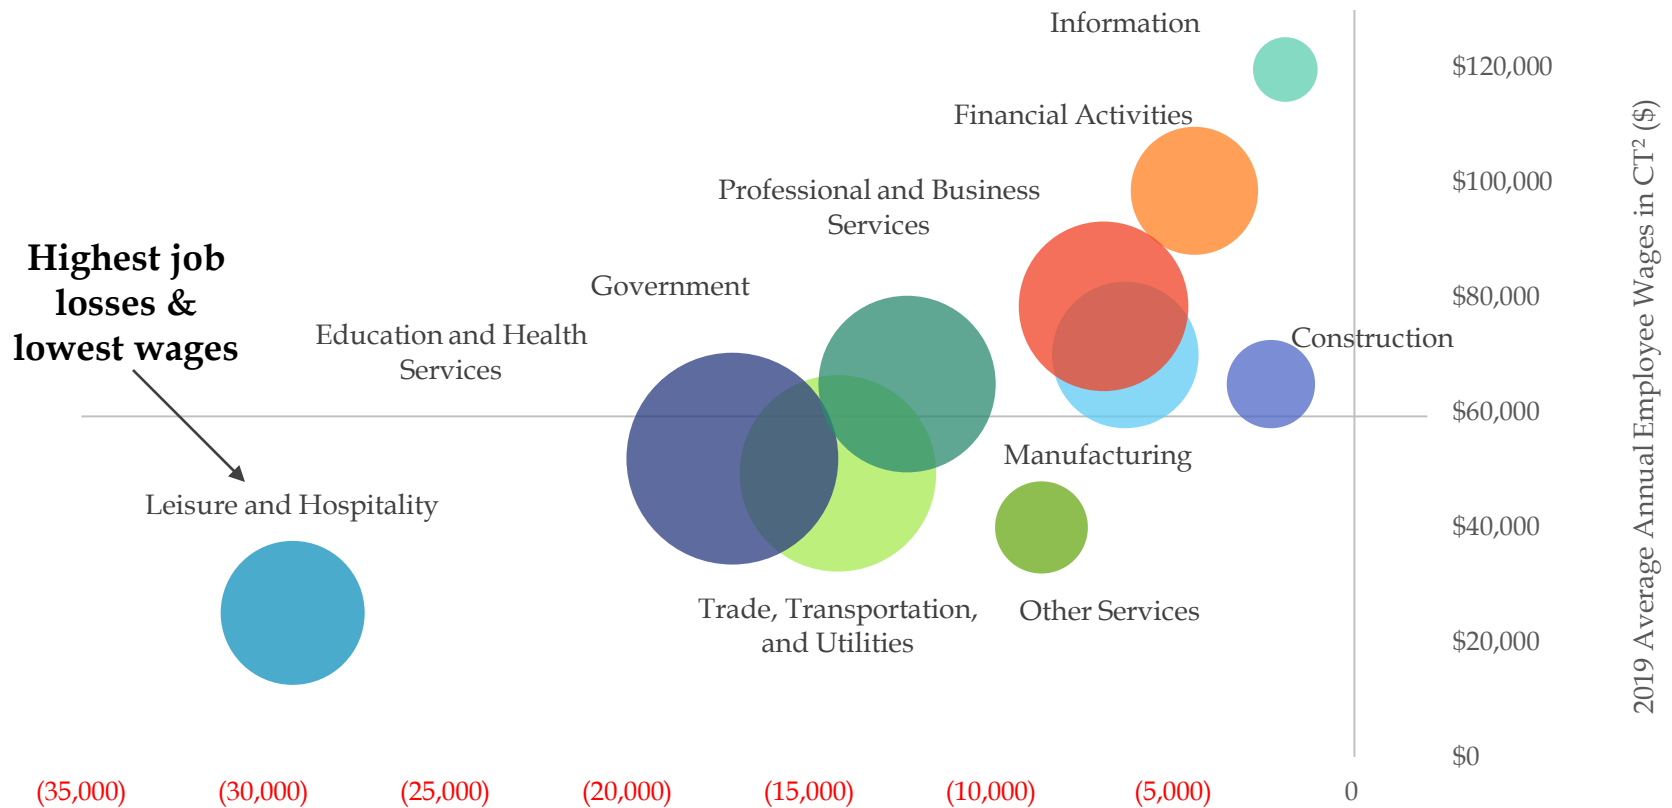 Information
$120,000
Financial Activities
$100,000
Professional and Business
Services
Highest job
losses &
lowest wages
Government
$80,000
Education and Health
Services
Construction
$60,000
Manufacturing
Leisure and Hospitality
$40,000
Trade, Transportation,
and Utilities
Other Services
$20,000
$0
2019 Average Annual Employee Wages in CT² ($)
(35,000) (30,000) (25,000) (20,000) (15,000) (10,000) (5,000) 0